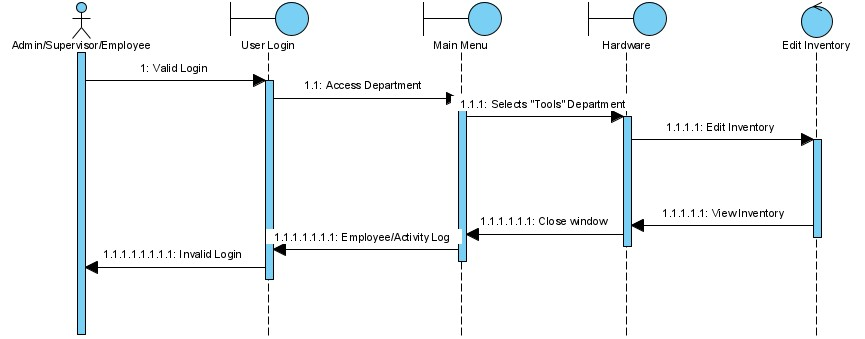 Admin/Supervisor/Employee
User Login
Main Menu
Hardware
Edit Inventory
1: Valid Login
1.1: Access Department
1.1.1: Selects "Tools" Department
1.1.1.1: Edit Inventory
1.1.1.1.1: View Inventory
1.1.1.1.1.1: Close window
1.1.1.1.1.1.1: Employee/Activity Log
1.1.1.1.1.1.1.1: Invalid Login